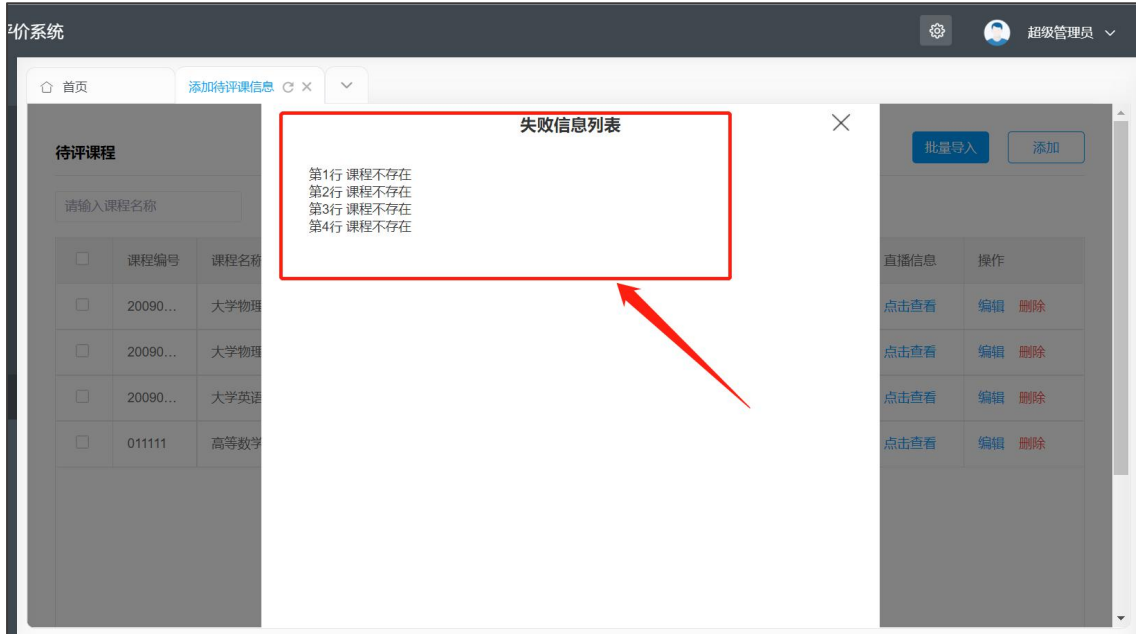 评价系统
超级管理员
首页
添加待评课信息
失败信息列表
待评课程
批量导入
添加
第1行 课程不存在
第2行 课程不存在
第3行 课程不存在
第4行 课程不存在
请输入课程名称
课程编号 课程名称 直播信息 操作
20090... 大学物理 点击查看 编辑 删除
20090... 大学物理 点击查看 编辑 删除
20090... 大学英语 点击查看 编辑 删除
011111 高等数学 点击查看 编辑 删除